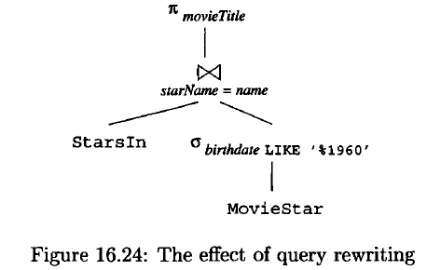 π movieTitle
⋈
starName = name
StarsIn
σ birthdate LIKE '%1960'
MovieStar
Figure 16.24: The effect of query rewriting